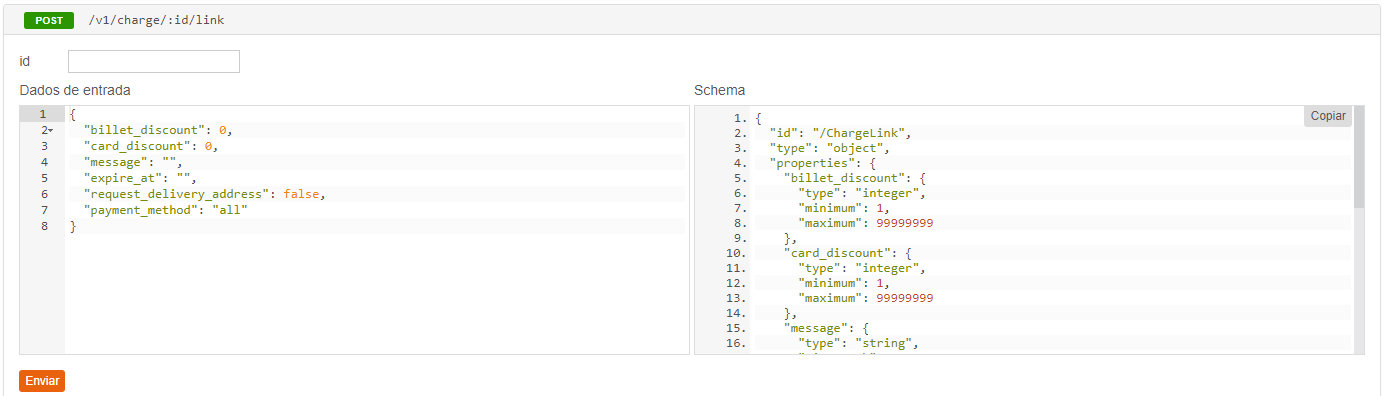 POST /v1/charge/:id/link
id
Dados de entrada
1 {
2 "billet_discount": 0,
3 "card_discount": 0,
4 "message": "",
5 "expire_at": "",
6 "request_delivery_address": false,
7 "payment_method": "all"
8 }
Schema
Copiar
1. {
2. "id": "/ChargeLink",
3. "type": "object",
4. "properties": {
5. "billet_discount": {
6. "type": "integer",
7. "minimum": 1,
8. "maximum": 99999999
9. },
10. "card_discount": {
11. "type": "integer",
12. "minimum": 1,
13. "maximum": 99999999
14. },
15. "message": {
16. "type": "string",
Enviar